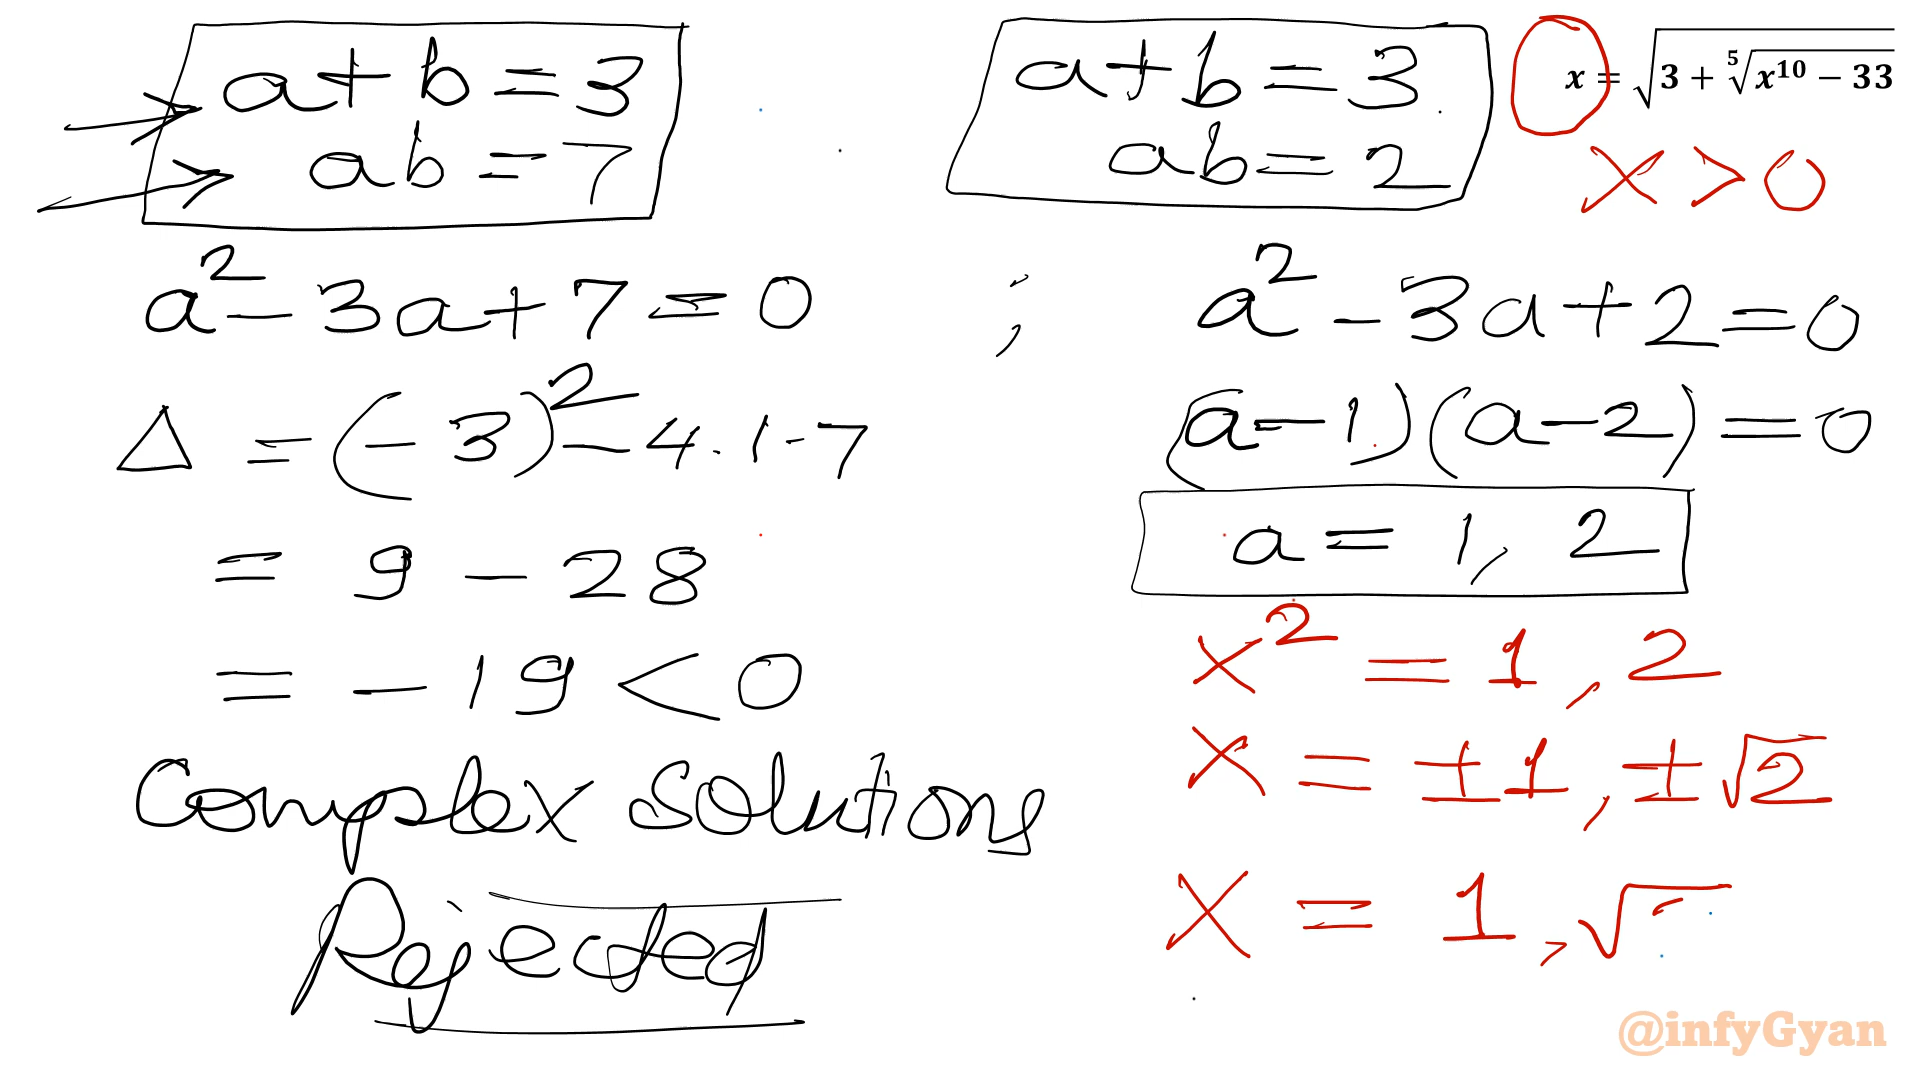 a + b = 3
ab = 7
a² - 3a + 7 = 0
Δ = (-3)² - 4 . 1 - 7
= 9 - 28
= -19 < 0
Complex Solutions
Rejected
;
a + b = 3
ab = 2
a² - 3a + 2 = 0
(a - 1)(a - 2) = 0
a = 1, 2
x² = 1, 2
x = ±1, ±√2
x = 1, √
x = √(3 + ⁵√(x¹⁰ - 33))
x > 0
@infyGyan